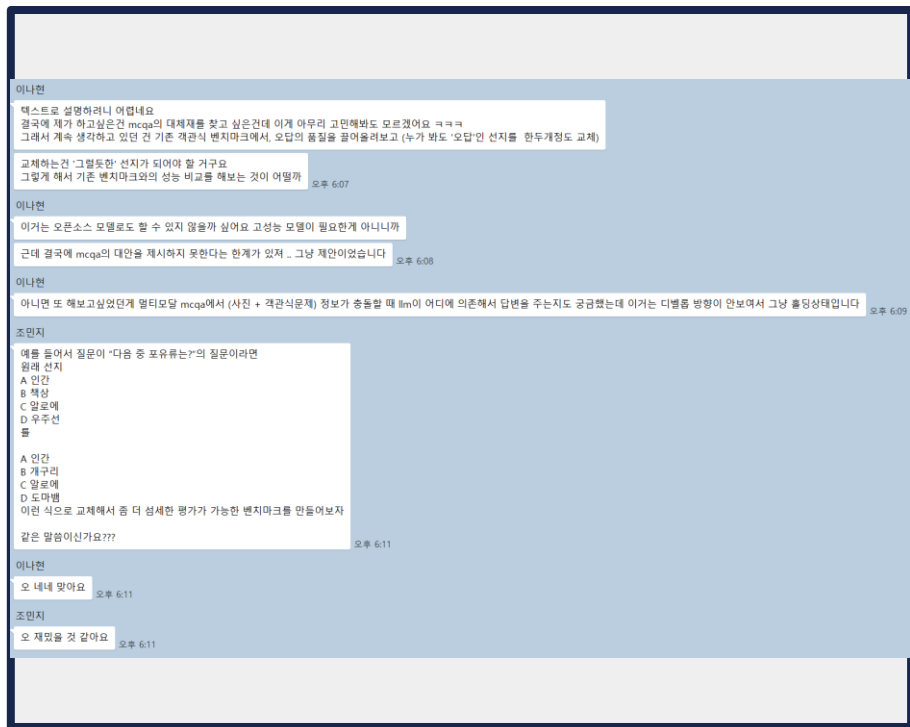 이나현
텍스트로 설명하려니 어렵네요
결국에 제가 하고싶은건 mcqa의 대체재를 찾고 싶은건데 이게 아무리 고민해봐도 모르겠어요 ㅋㅋㅋ
그래서 계속 생각하고 있던 건 기존 객관식 벤치마크에서, 오답의 품질을 끌어올려보고 (누가 봐도 '오답'인 선지를 한두개정도 교체)
교체하는건 '그럴듯한' 선지가 되어야 할 거구요
그렇게 해서 기존 벤치마크와의 성능 비교를 해보는 것이 어떨까
오후 6:07
이나현
이거는 오픈소스 모델로도 할 수 있지 않을까 싶어요 고성능 모델이 필요한게 아니니까
근데 결국에 mcqa의 대안을 제시하지 못한다는 한계가 있져 .. 그냥 제안이었습니다
오후 6:08
이나현
아니면 또 해보고싶었던게 멀티모달 mcqa에서 (사진 + 객관식문제) 정보가 충돌할 때 llm이 어디에 의존해서 답변을 주는지도 궁금했는데 이거는 디벨롭 방향이 안보여서 그냥 홀딩상태입니다
오후 6:09
조민지
예를 들어서 질문이 "다음 중 포유류는?"의 질문이라면
원래 선지
A 인간
B 책상
C 알로에
D 우주선
를
A 인간
B 개구리
C 알로에
D 도마뱀
이런 식으로 교체해서 좀 더 섬세한 평가가 가능한 벤치마크를 만들어보자
같은 말씀이신가요???
오후 6:11
이나현
오 네네 맞아요
오후 6:11
조민지
오 재밌을 것 같아요
오후 6:11